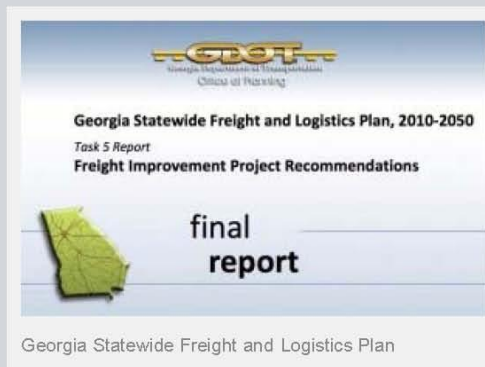 GDOT
Georgia Department of Transportation
Office of Planning
Georgia Statewide Freight and Logistics Plan, 2010-2050
Task 5 Report
Freight Improvement Project Recommendations
final
report
Georgia Statewide Freight and Logistics Plan